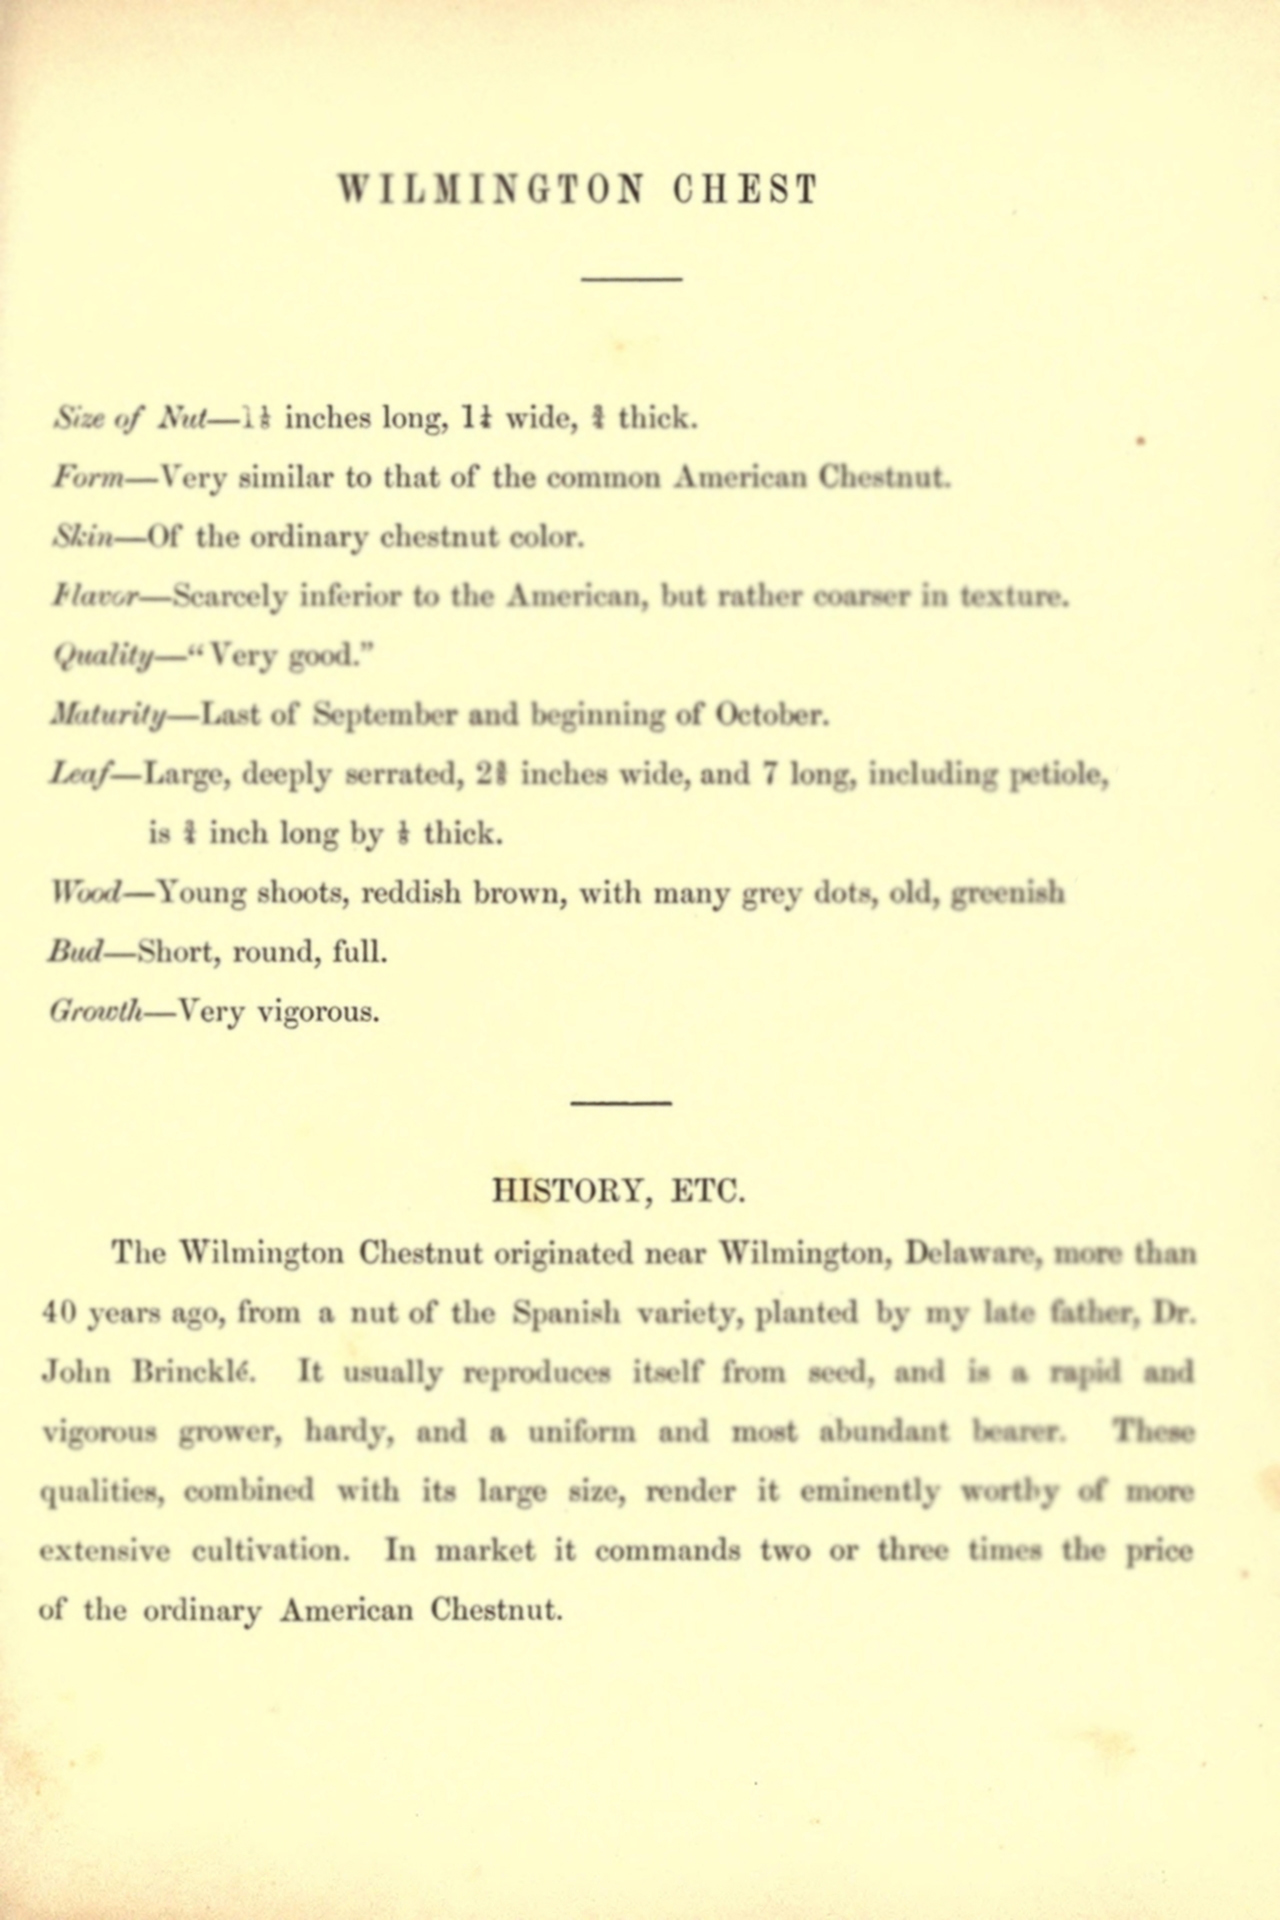 WILMINGTON CHEST
Size of Nut—1⅛ inches long, 1¼ wide, ¾ thick.
Form—Very similar to that of the common American Chestnut.
Skin—Of the ordinary chestnut color.
Flavor—Scarcely inferior to the American, but rather coarser in texture.
Quality—“Very good.”
Maturity—Last of September and beginning of October.
Leaf—Large, deeply serrated, inches wide, and 7 long, including petiole,
is ¾ inch long by ⅛ thick.
Wood—Young shoots, reddish brown, with many grey dots, old, greenish
Bud—Short, round, full.
Growth—Very vigorous.
HISTORY, ETC.
The Wilmington Chestnut originated near Wilmington, Delaware, more than
40 years ago, from a nut of the Spanish variety, planted by my late father, Dr.
John Brincklé. It usually reproduces itself from seed, and is a rapid and
vigorous grower, hardy, and a uniform and most abundant bearer. These
qualities, combined with its large size, render it eminently worthy of more
extensive cultivation. In market it commands two or three times the price
of the ordinary American Chestnut.